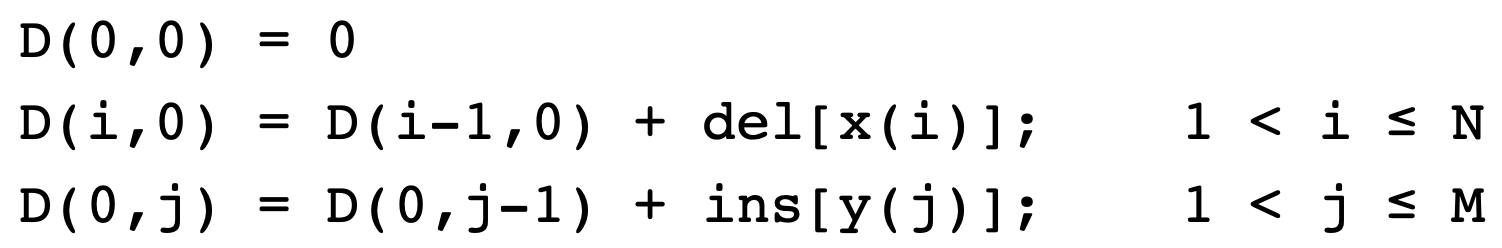 D(0,0) = 0
D(i,0) = D(i-1,0) + del[x(i)]; 1 < i ≤ N
D(0,j) = D(0,j-1) + ins[y(j)]; 1 < j ≤ M